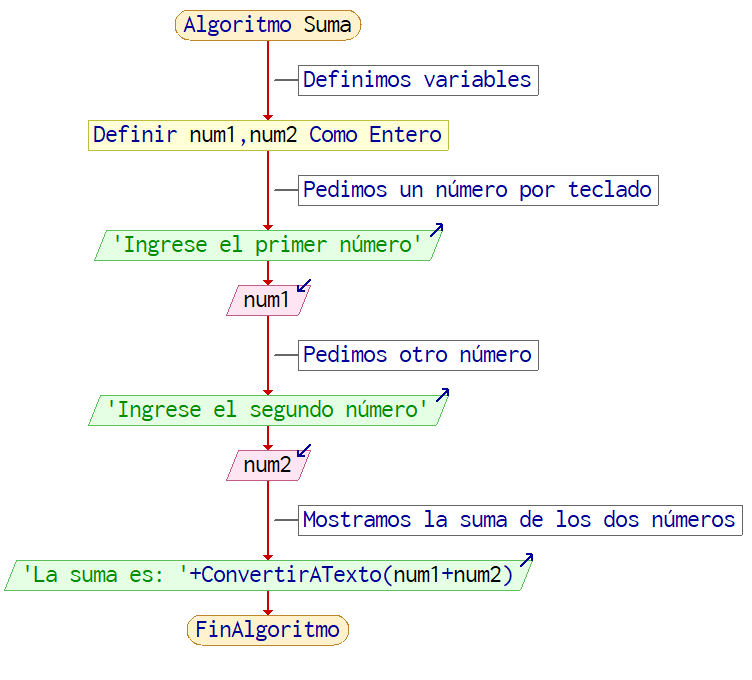 Algoritmo Suma
Definimos variables
Definir num1,num2 Como Entero
Pedimos un número por teclado
'Ingrese el primer número'
num1
Pedimos otro número
'Ingrese el segundo número'
num2
Mostramos la suma de los dos números
'La suma es: '+ConvertirATexto(num1+num2)
FinAlgoritmo